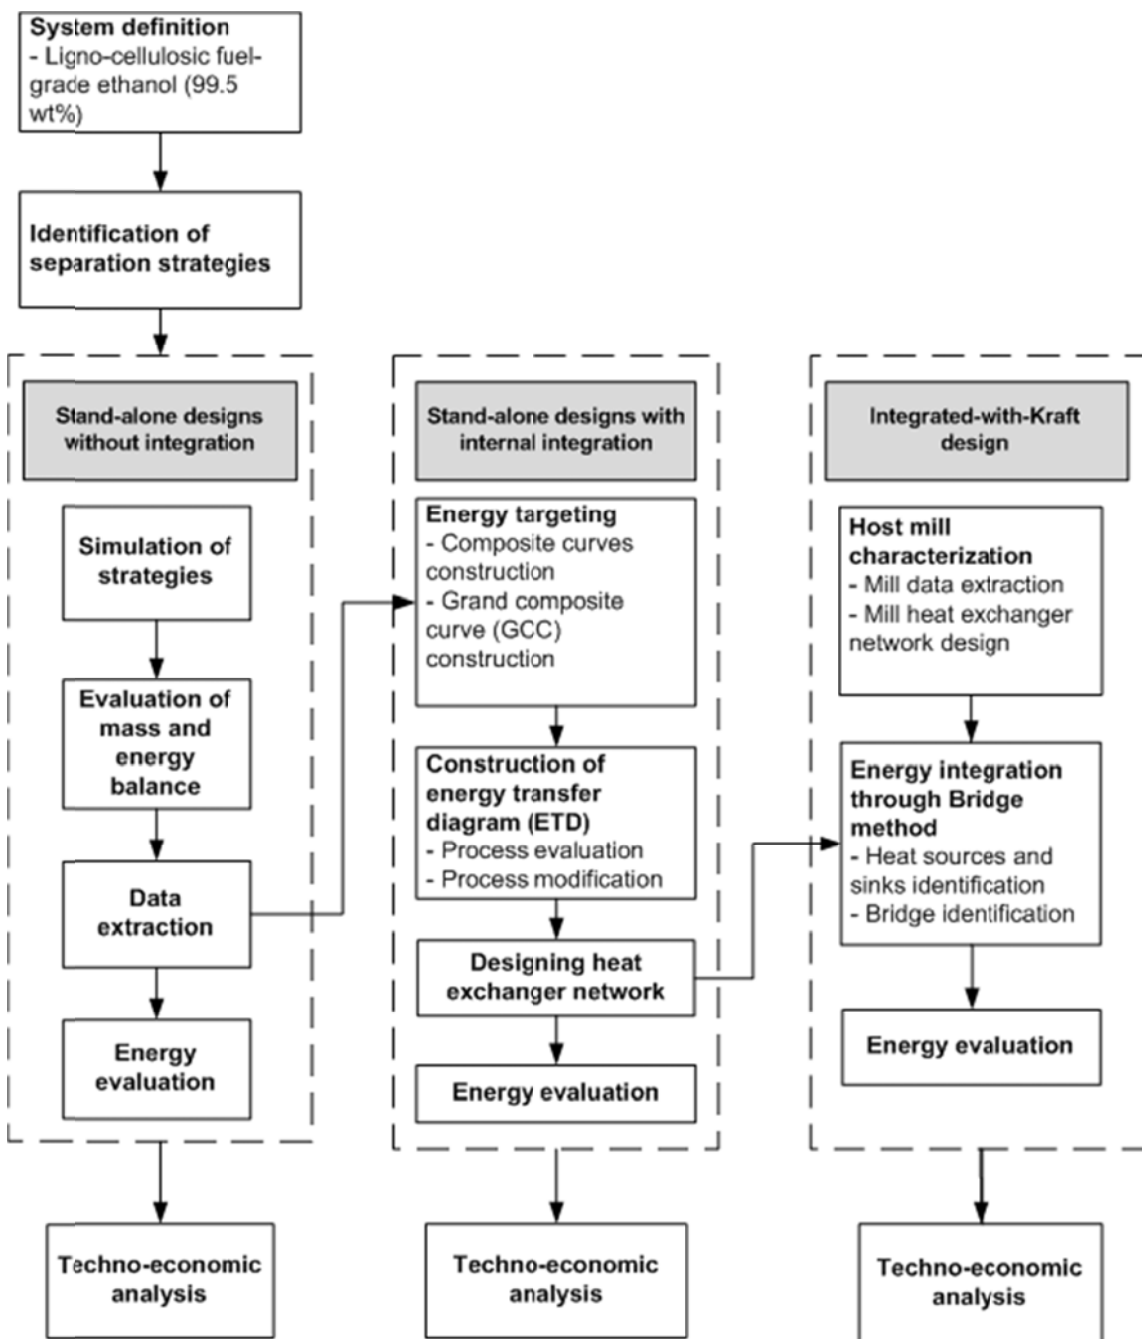 System definition
- Ligno-cellulosic fuel-
grade ethanol (99.5
wt%)
Identification of
separation strategies
Stand-alone designs
without integration
Simulation of
strategies
Evaluation of
mass and
energy
balance
Data
extraction
Energy
evaluation
Techno-economic
analysis
Stand-alone designs with
internal integration
Energy targeting
- Composite curves
construction
- Grand composite
curve (GCC)
construction
Construction of
energy transfer
diagram (ETD)
- Process evaluation
- Process modification
Designing heat
exchanger network
Energy evaluation
Techno-economic
analysis
Integrated-with-Kraft
design
Host mill
characterization
- Mill data extraction
- Mill heat exchanger
network design
Energy integration
through Bridge
method
- Heat sources and
sinks identification
- Bridge identification
Energy evaluation
Techno-economic
analysis